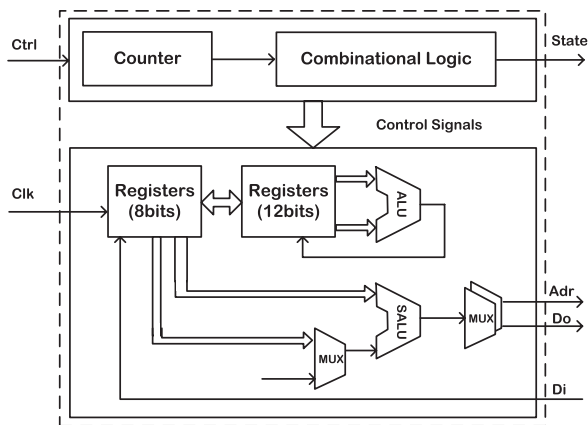 Ctrl
Counter
Combinational Logic
State
Control Signals
Clk
Registers
(8bits)
Registers
(12bits)
ALU
SALU
MUX
MUX
Adr
Do
Di